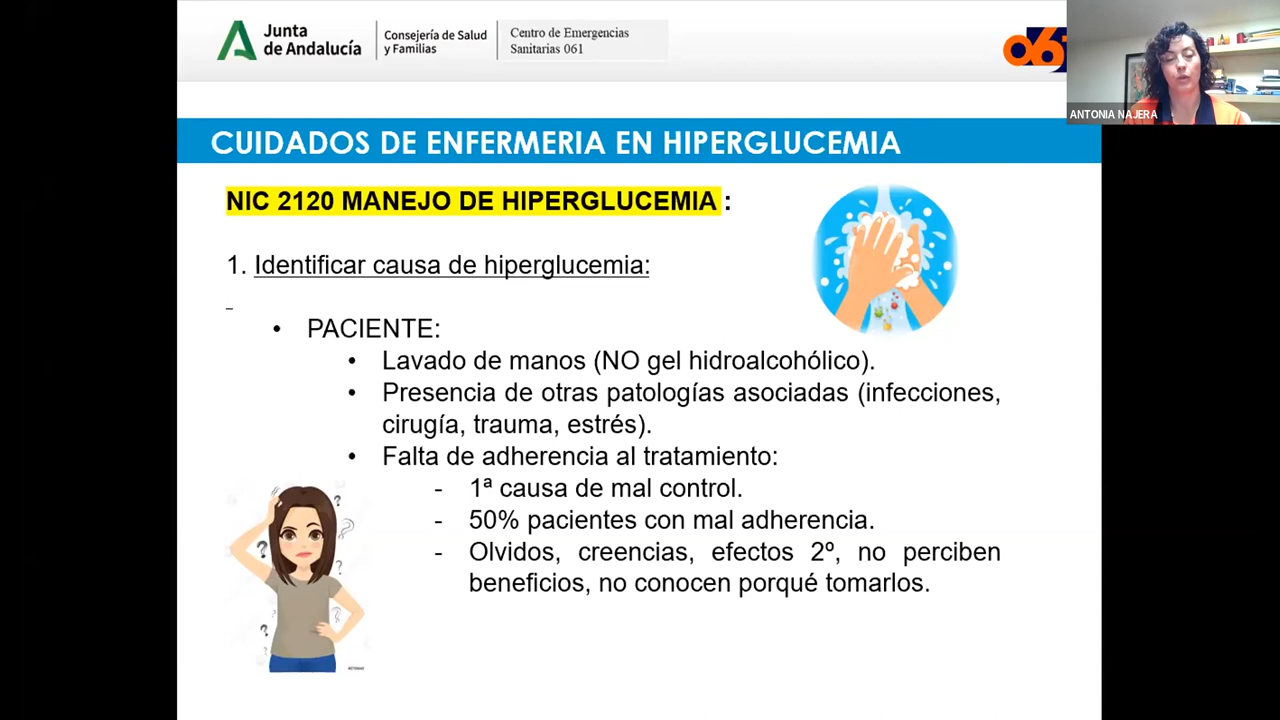 Junta
de Andalucía
Consejería de Salud
y Familias
Centro de Emergencias
Sanitarias 061
061
ANTONIA NAJERA
CUIDADOS DE ENFERMERIA EN HIPERGLUCEMIA
NIC 2120 MANEJO DE HIPERGLUCEMIA :
1. Identificar causa de hiperglucemia:
• PACIENTE:
• Lavado de manos (NO gel hidroalcohólico).
• Presencia de otras patologías asociadas (infecciones,
cirugía, trauma, estrés).
• Falta de adherencia al tratamiento:
- 1ª causa de mal control.
- 50% pacientes con mal adherencia.
- Olvidos, creencias, efectos 2º, no perciben
beneficios, no conocen porqué tomarlos.